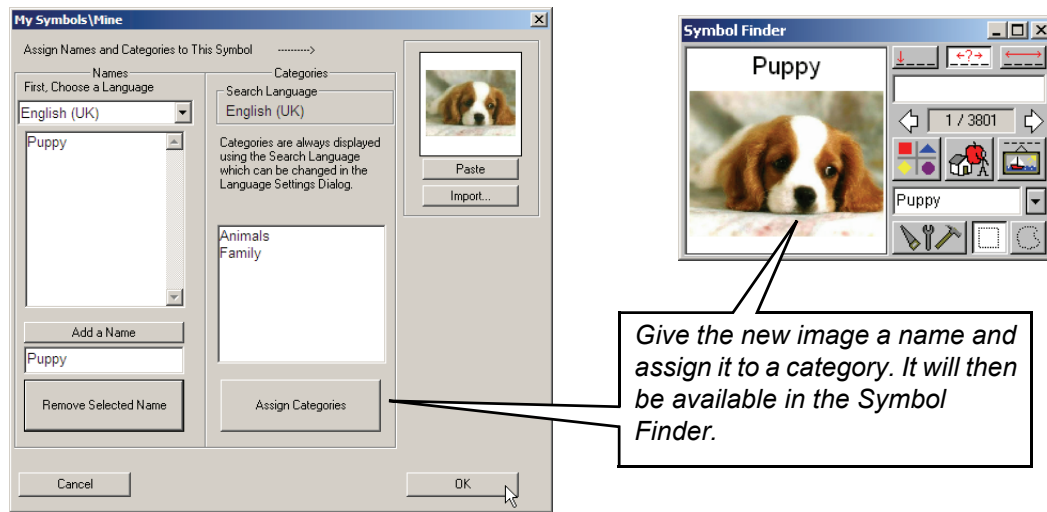 My Symbols\Mine
Assign Names and Categories to This Symbol ---------->
Names
First, Choose a Language
English (UK)
Puppy
Add a Name
Puppy
Remove Selected Name
Categories
Search Language
English (UK)
Categories are always displayed
using the Search Language
which can be changed in the
Language Settings Dialog.
Animals
Family
Assign Categories
Paste
Import...
Cancel
OK
Symbol Finder
Puppy
←?→
1 / 3801
Puppy
Give the new image a name and
assign it to a category. It will then
be available in the Symbol
Finder.